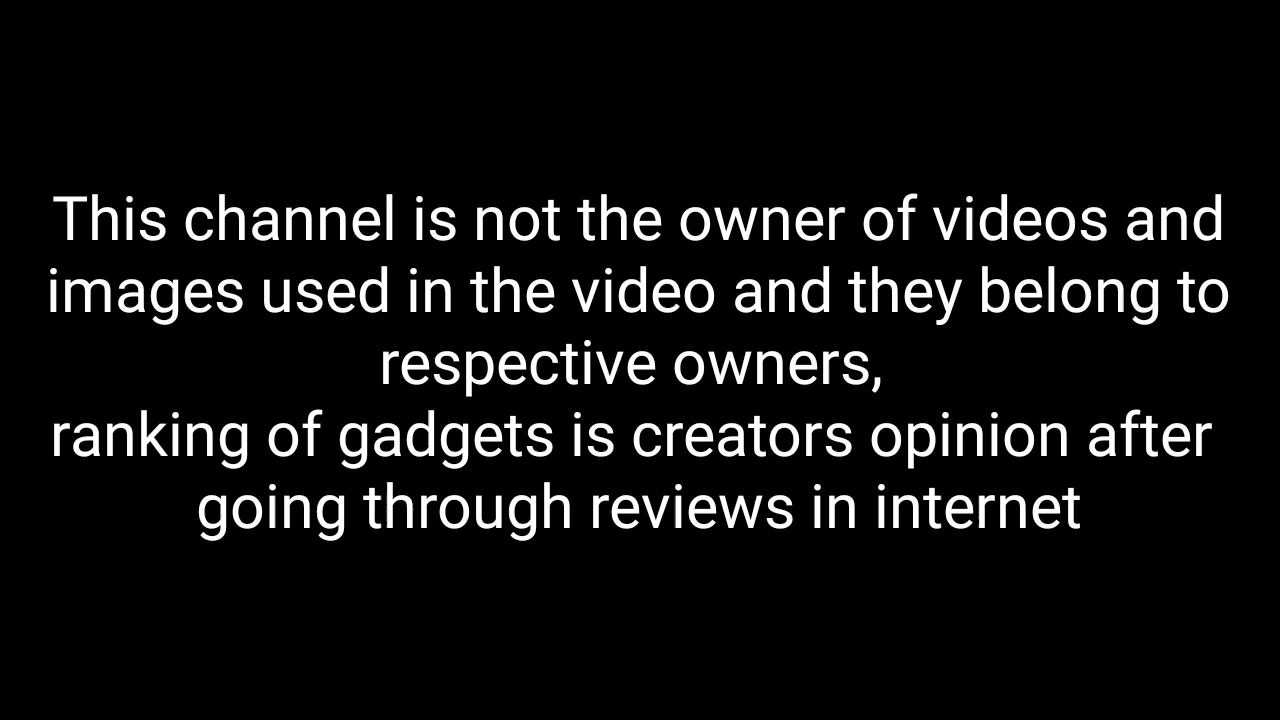 This channel is not the owner of videos and
images used in the video and they belong to
respective owners,
ranking of gadgets is creators opinion after
going through reviews in internet